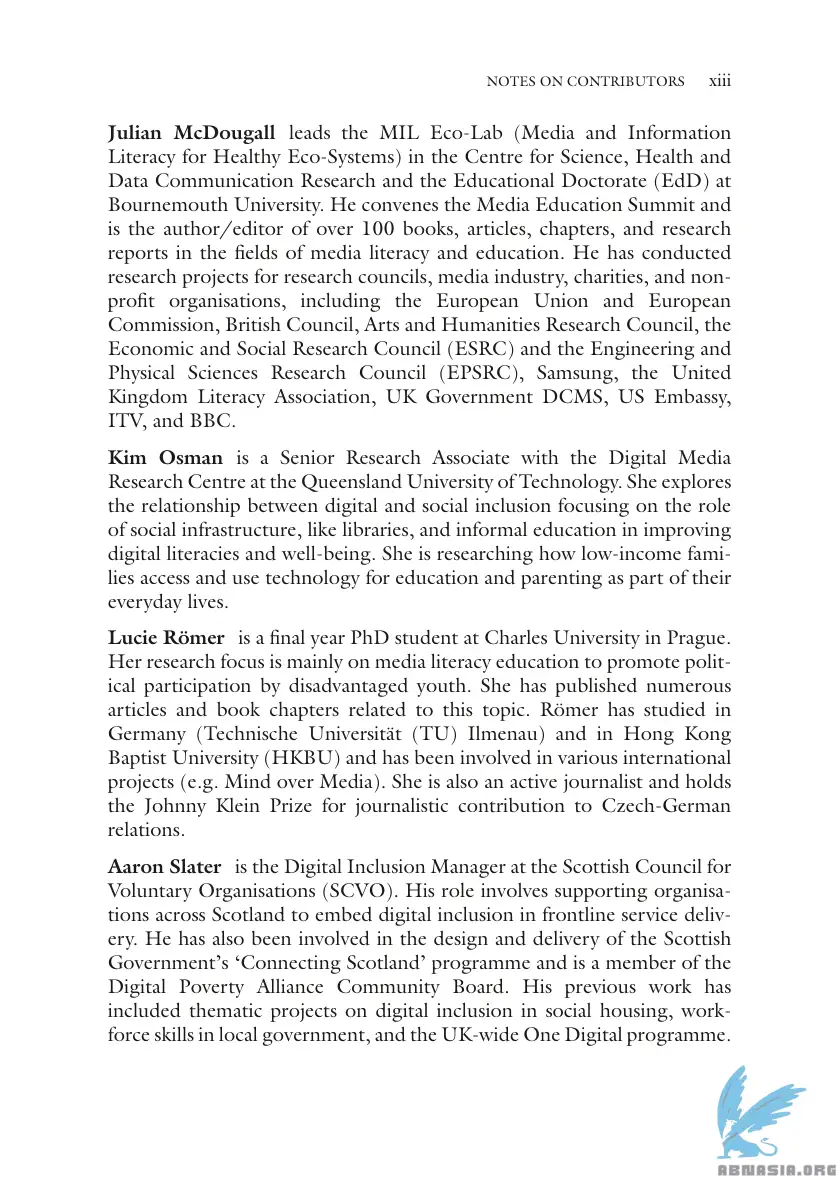 NOTES ON CONTRIBUTORS xiii
Julian McDougall leads the MIL Eco-Lab (Media and Information
Literacy for Healthy Eco-Systems) in the Centre for Science, Health and
Data Communication Research and the Educational Doctorate (EdD) at
Bournemouth University. He convenes the Media Education Summit and
is the author/editor of over 100 books, articles, chapters, and research
reports in the fields of media literacy and education. He has conducted
research projects for research councils, media industry, charities, and non-
profit organisations, including the European Union and European
Commission, British Council, Arts and Humanities Research Council, the
Economic and Social Research Council (ESRC) and the Engineering and
Physical Sciences Research Council (EPSRC), Samsung, the United
Kingdom Literacy Association, UK Government DCMS, US Embassy,
ITV, and BBC.
Kim Osman is a Senior Research Associate with the Digital Media
Research Centre at the Queensland University of Technology. She explores
the relationship between digital and social inclusion focusing on the role
of social infrastructure, like libraries, and informal education in improving
digital literacies and well-being. She is researching how low-income fami-
lies access and use technology for education and parenting as part of their
everyday lives.
Lucie Römer is a final year PhD student at Charles University in Prague.
Her research focus is mainly on media literacy education to promote polit-
ical participation by disadvantaged youth. She has published numerous
articles and book chapters related to this topic. Römer has studied in
Germany (Technische Universität (TU) Ilmenau) and in Hong Kong
Baptist University (HKBU) and has been involved in various international
projects (e.g. Mind over Media). She is also an active journalist and holds
the Johnny Klein Prize for journalistic contribution to Czech-German
relations.
Aaron Slater is the Digital Inclusion Manager at the Scottish Council for
Voluntary Organisations (SCVO). His role involves supporting organisa-
tions across Scotland to embed digital inclusion in frontline service deliv-
ery. He has also been involved in the design and delivery of the Scottish
Government’s ‘Connecting Scotland’ programme and is a member of the
Digital Poverty Alliance Community Board. His previous work has
included thematic projects on digital inclusion in social housing, work-
force skills in local government, and the UK-wide One Digital programme.
ABNASIA.ORG